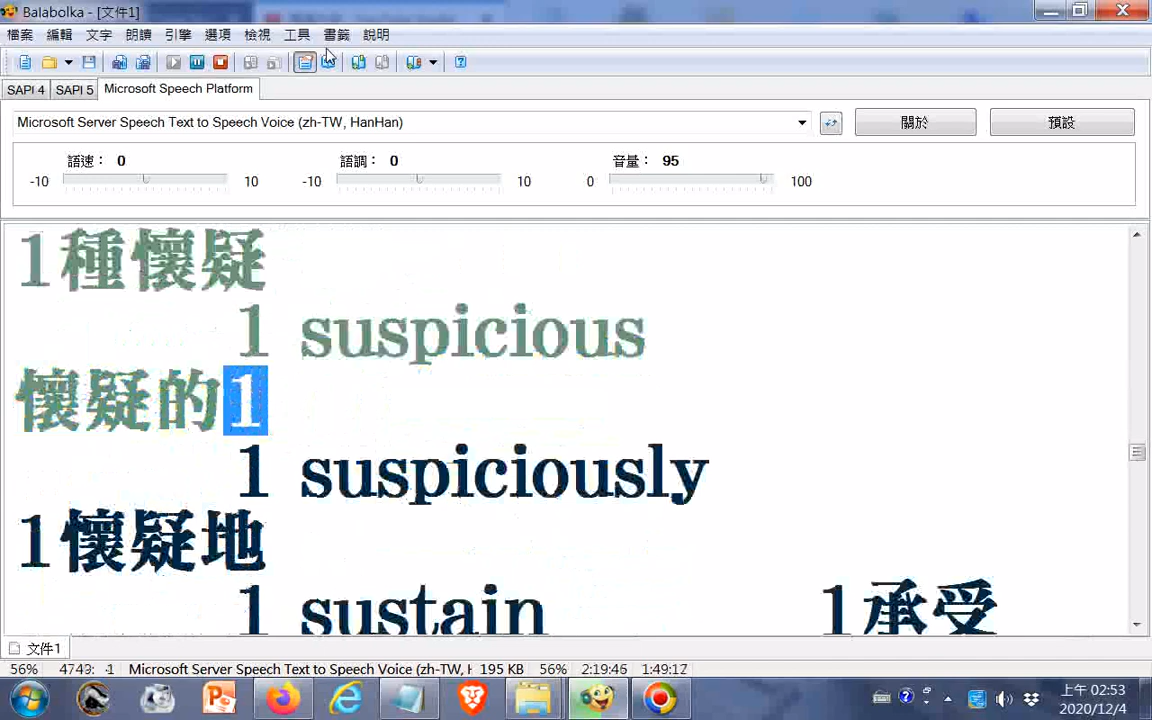 Balabolka - [文件1]
檔案 編輯 文字 朗讀 引擎 選項 檢視 工具 書籤 說明
SAPI 4 SAPI 5 Microsoft Speech Platform
Microsoft Server Speech Text to Speech Voice (zh-TW, HanHan) 關於 預設
語速： 0 語調： 0 音量： 95
-10 10 -10 10 0 100
1種懷疑
1 suspicious
懷疑的1
1 suspiciously
1懷疑地
1 sustain 1承受
文件1
56% 4743: -1 Microsoft Server Speech Text to Speech Voice (zh-TW, H 195 KB 56% 2:19:46 1:49:17
上午 02:53
2020/12/4